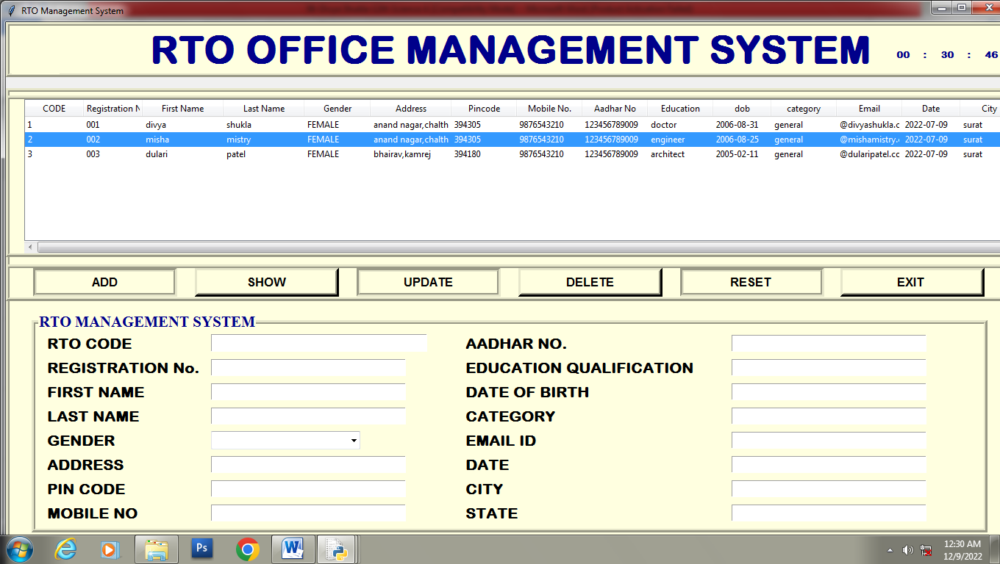 RTO Management System
RTO OFFICE MANAGEMENT SYSTEM 00 : 30 : 46
CODE Registration N First Name Last Name Gender Address Pincode Mobile No. Aadhar No Education dob category Email Date City
1 001 divya shukla FEMALE anand nagar,chalth 394305 9876543210 123456789009 doctor 2006-08-31 general @divyashukla.c 2022-07-09 surat
2 002 misha mistry FEMALE anand nagar,chalth 394305 9876543210 123456789009 engineer 2006-08-25 general @mishamistry. 2022-07-09 surat
3 003 dulari patel FEMALE bhairav,kamrej 394180 9876543210 123456789009 architect 2005-02-11 general @dularipatel.cc 2022-07-09 surat
ADD SHOW UPDATE DELETE RESET EXIT
RTO MANAGEMENT SYSTEM
RTO CODE AADHAR NO.
REGISTRATION No. EDUCATION QUALIFICATION
FIRST NAME DATE OF BIRTH
LAST NAME CATEGORY
GENDER EMAIL ID
ADDRESS DATE
PIN CODE CITY
MOBILE NO STATE
Ps
W
12:30 AM
12/9/2022